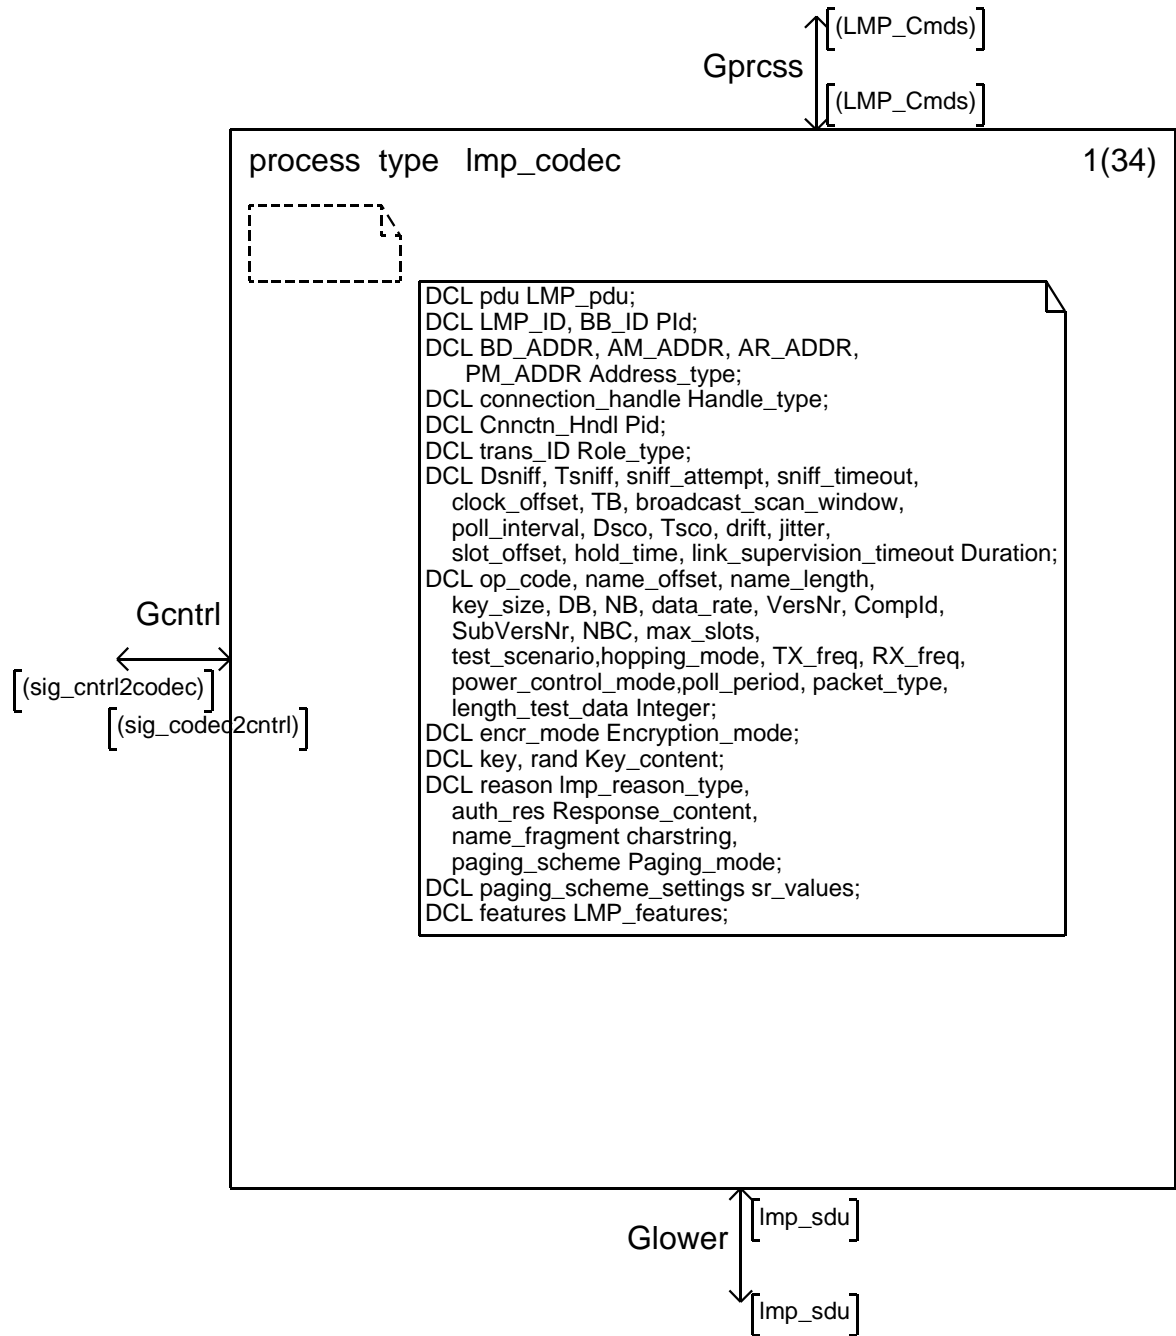 (LMP_Cmds)
Gprcss
(LMP_Cmds)
process type lmp_codec 1(34)
DCL pdu LMP_pdu;
DCL LMP_ID, BB_ID PId;
DCL BD_ADDR, AM_ADDR, AR_ADDR,
PM_ADDR Address_type;
DCL connection_handle Handle_type;
DCL Cnnctn_Hndl Pid;
DCL trans_ID Role_type;
DCL Dsniff, Tsniff, sniff_attempt, sniff_timeout,
clock_offset, TB, broadcast_scan_window,
poll_interval, Dsco, Tsco, drift, jitter,
slot_offset, hold_time, link_supervision_timeout Duration;
DCL op_code, name_offset, name_length,
key_size, DB, NB, data_rate, VersNr, CompId,
SubVersNr, NBC, max_slots,
test_scenario,hopping_mode, TX_freq, RX_freq,
power_control_mode,poll_period, packet_type,
length_test_data Integer;
DCL encr_mode Encryption_mode;
DCL key, rand Key_content;
DCL reason lmp_reason_type,
auth_res Response_content,
name_fragment charstring,
paging_scheme Paging_mode;
DCL paging_scheme_settings sr_values;
DCL features LMP_features;
Gcntrl
(sig_cntrl2codec)
(sig_codec2cntrl)
lmp_sdu
Glower
lmp_sdu